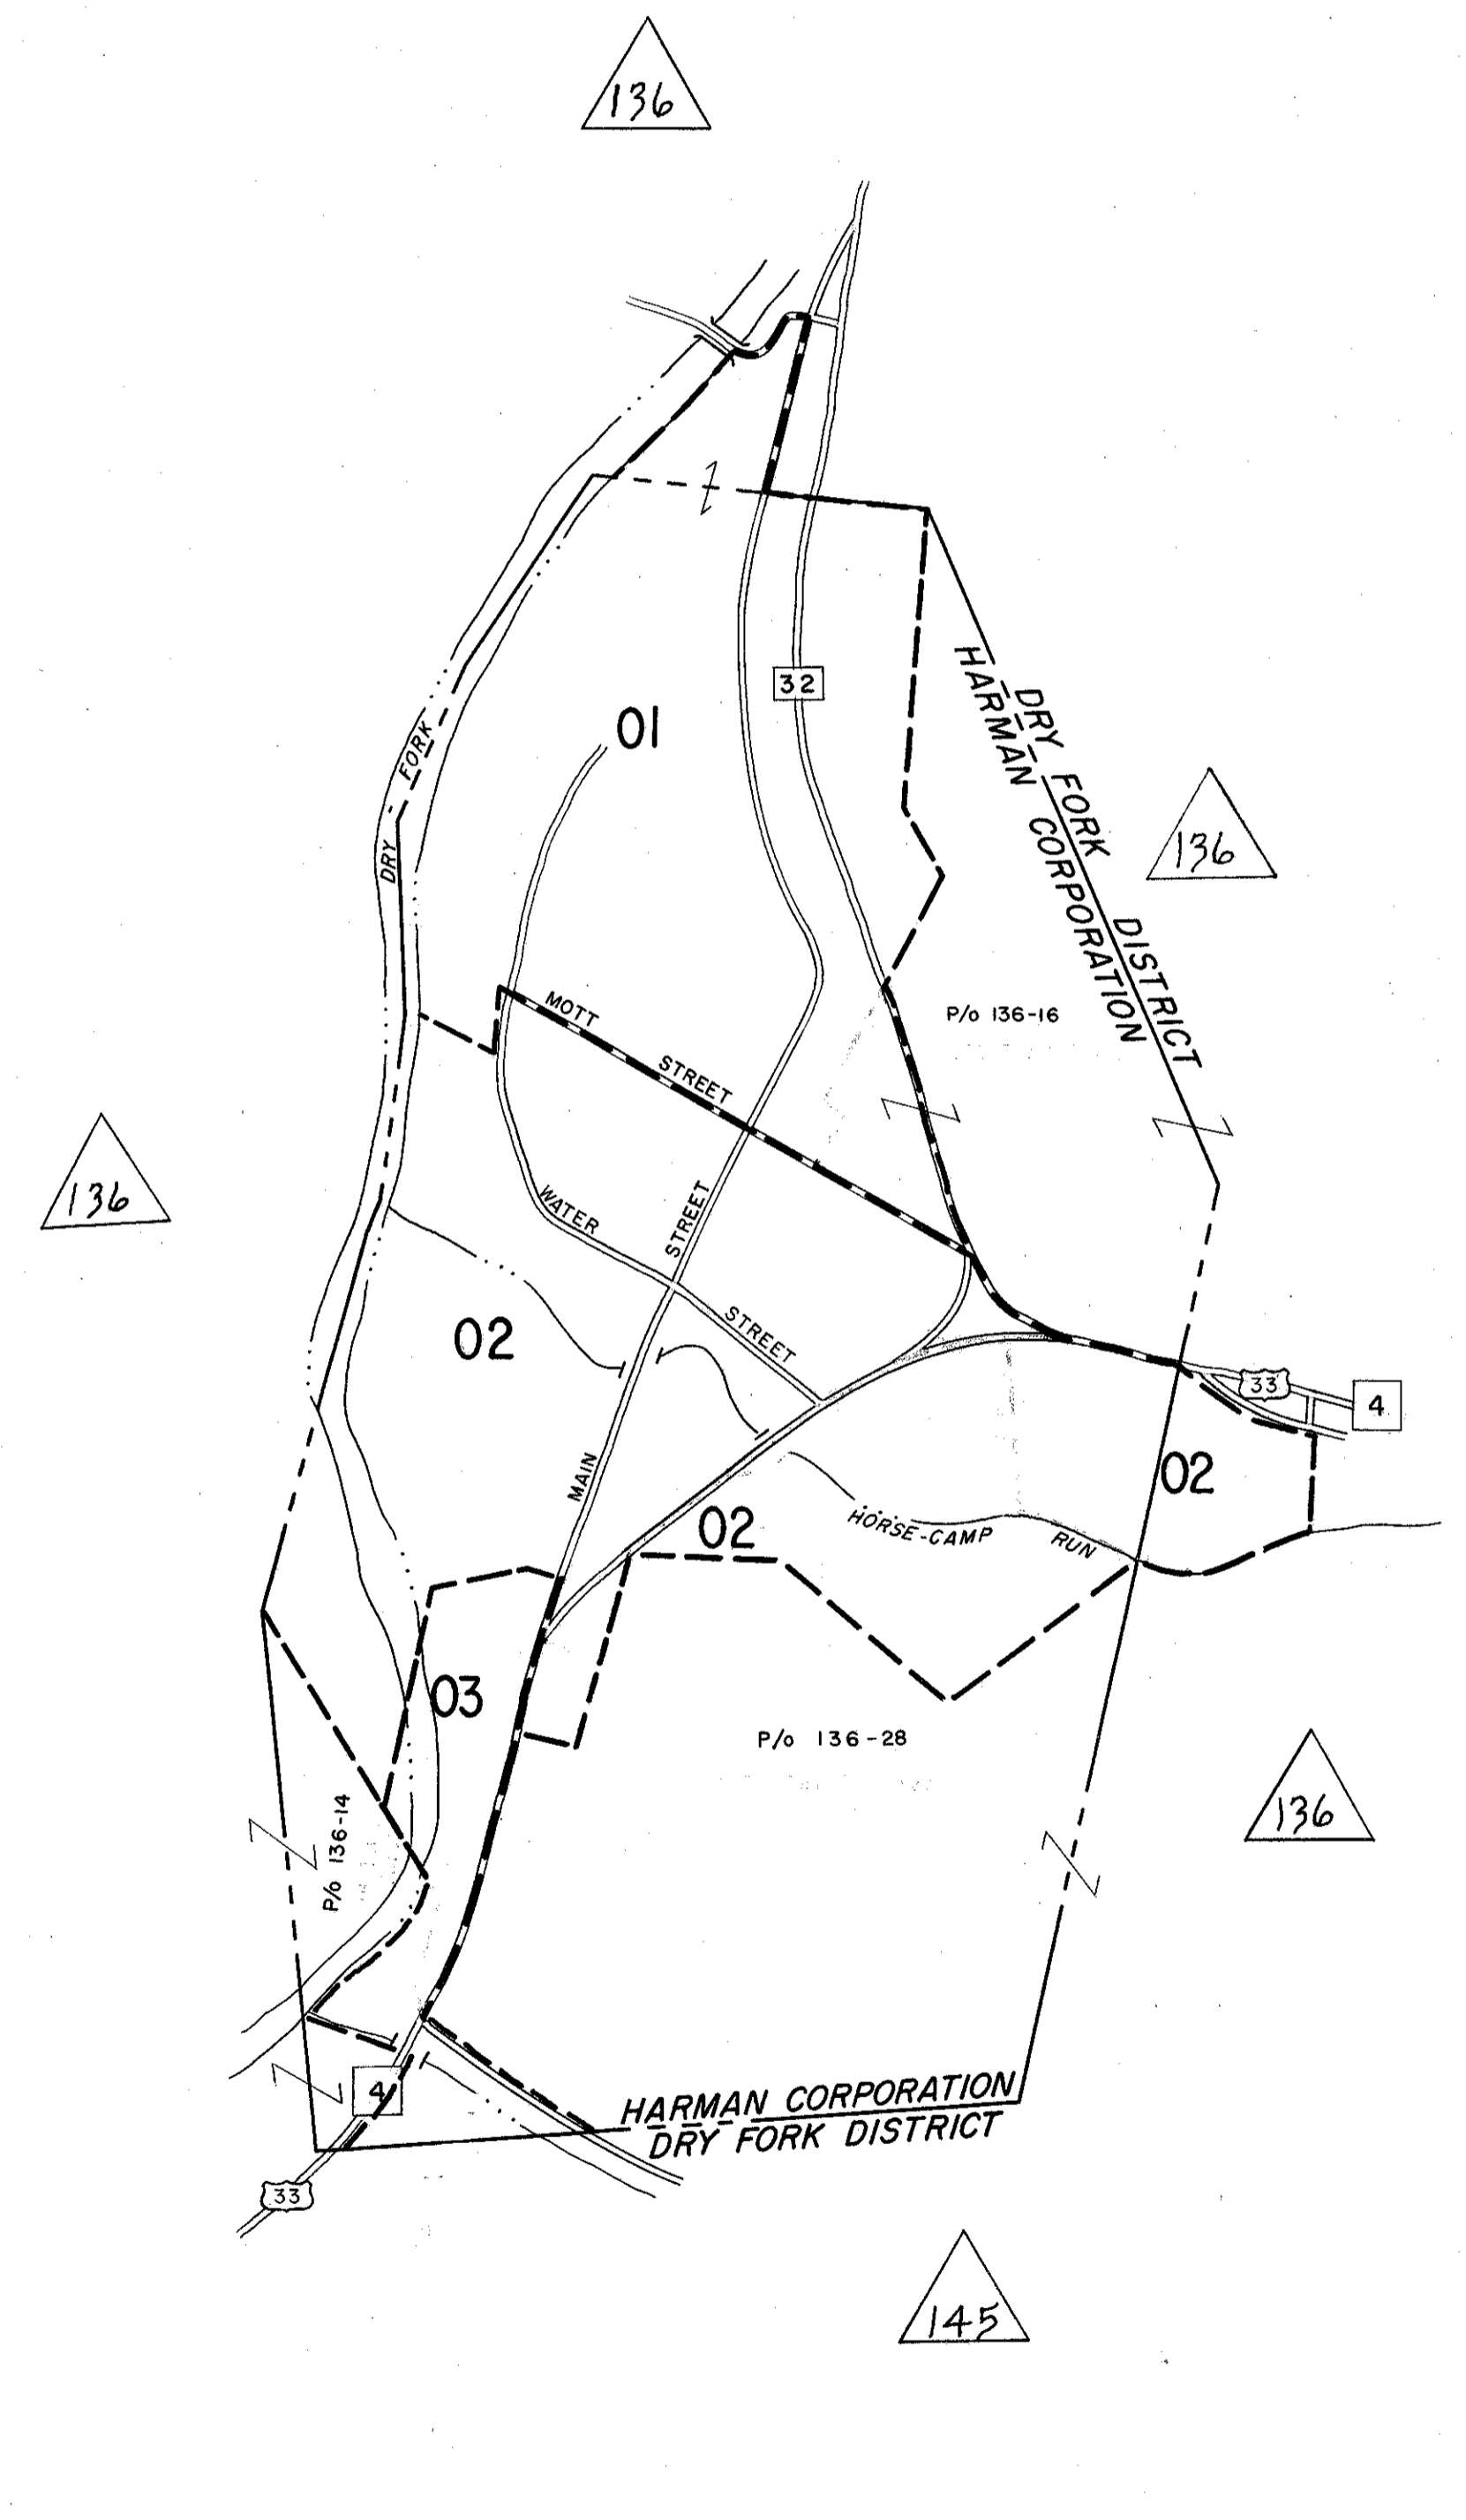 136
32
01
DRY FORK DISTRICT
HARMAN CORPORATION
DRY FORK
136
P/o 136-16
MOTT STREET
136
WATER STREET
MAIN STREET
02
33
4
02
02
HORSE-CAMP RUN
03
P/o 136-28
136
P/o 136-14
4
HARMAN CORPORATION
DRY FORK DISTRICT
33
145